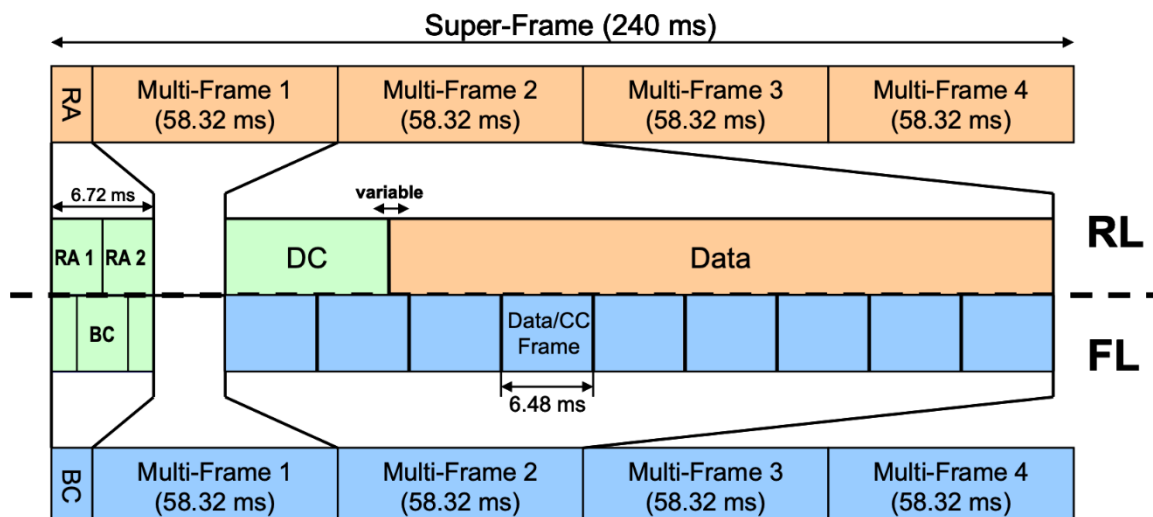 Super-Frame (240 ms)
RA
Multi-Frame 1
(58.32 ms)
Multi-Frame 2
(58.32 ms)
Multi-Frame 3
(58.32 ms)
Multi-Frame 4
(58.32 ms)
6.72 ms
variable
RA 1
RA 2
DC
Data
RL
BC
Data/CC
Frame
FL
6.48 ms
BC
Multi-Frame 1
(58.32 ms)
Multi-Frame 2
(58.32 ms)
Multi-Frame 3
(58.32 ms)
Multi-Frame 4
(58.32 ms)